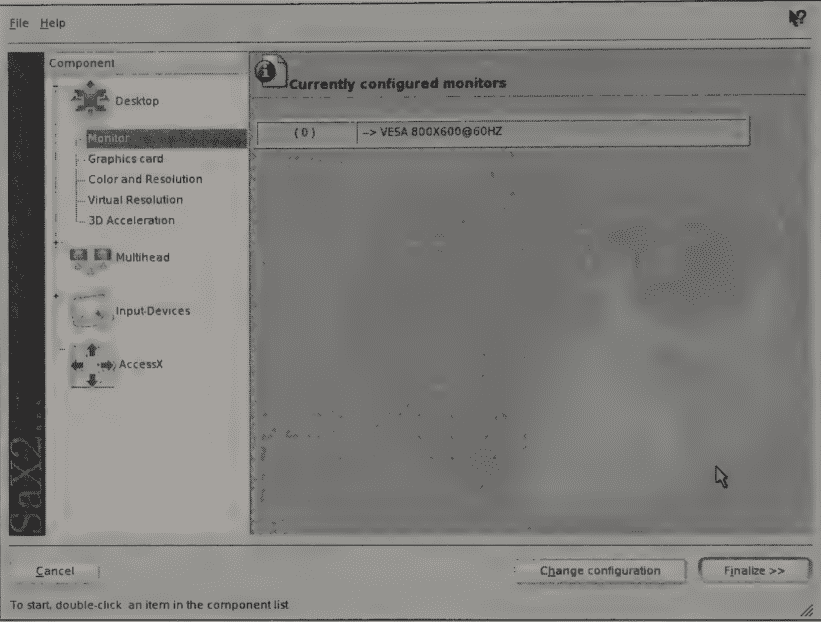 File Help
Component
Desktop
Monitor
Graphics card
Color and Resolution
Virtual Resolution
3D Acceleration
Multihead
Input-Devices
AccessX
SaX2...
Currently configured monitors
(0) -> VESA 800X600@60HZ
Cancel
Change configuration
Finalize >>
To start, double-click an item in the component list